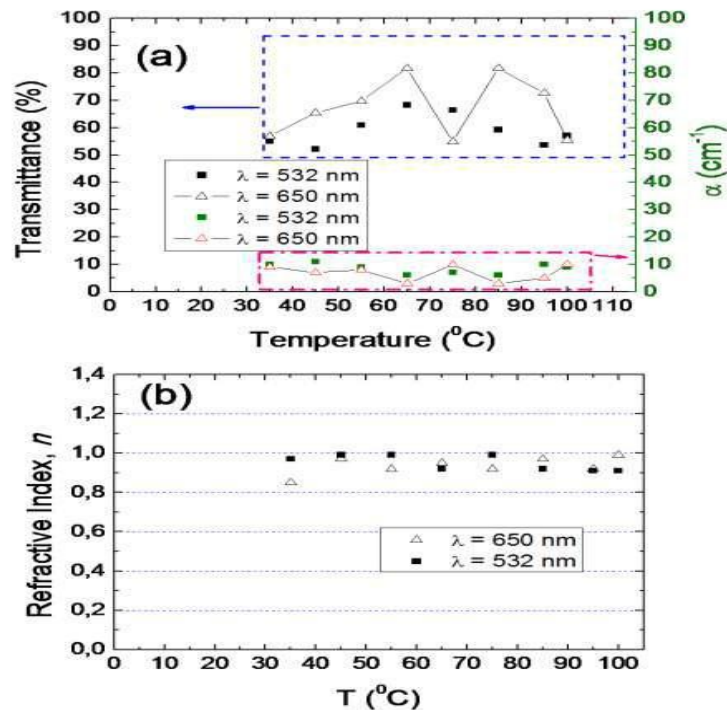 (a)
Transmittance (%)
100
90
80
70
60
50
40
30
20
10
0
λ = 532 nm
λ = 650 nm
λ = 532 nm
λ = 650 nm
100
90
80
70
60
50
40
30
20
10
0
α (cm⁻¹)
0 10 20 30 40 50 60 70 80 90 100 110
Temperature (⁰C)
(b)
Refractive Index, n
1,4
1,2
1,0
0,8
0,6
0,4
0,2
0,0
λ = 650 nm
λ = 532 nm
0 10 20 30 40 50 60 70 80 90 100
T (⁰C)